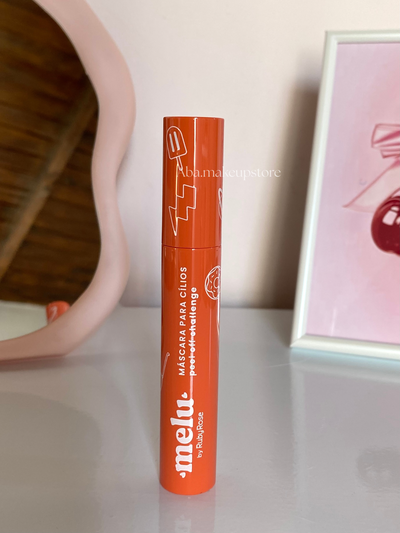 ba.makeupstore
MÁSCARA PARA CÍLIOS
peel off challenge
melu
by RubyRose